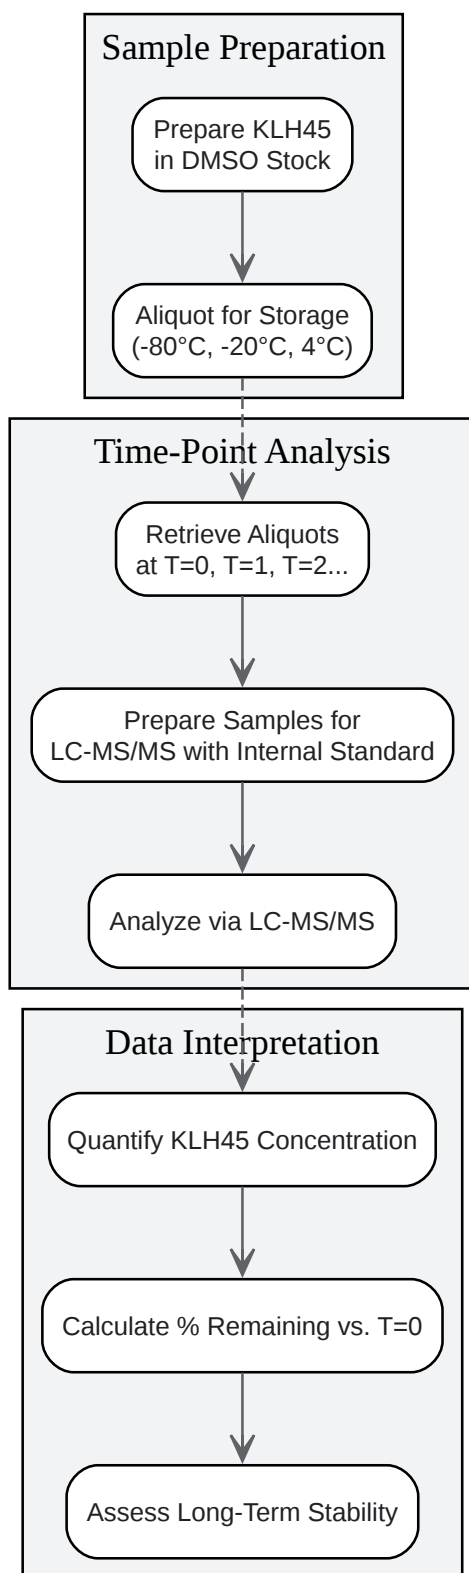 Sample Preparation
Prepare KLH45
in DMSO Stock
Aliquot for Storage
(-80°C, -20°C, 4°C)
Time-Point Analysis
Retrieve Aliquots
at T=0, T=1, T=2...
Prepare Samples for
LC-MS/MS with Internal Standard
Analyze via LC-MS/MS
Data Interpretation
Quantify KLH45 Concentration
Calculate % Remaining vs. T=0
Assess Long-Term Stability